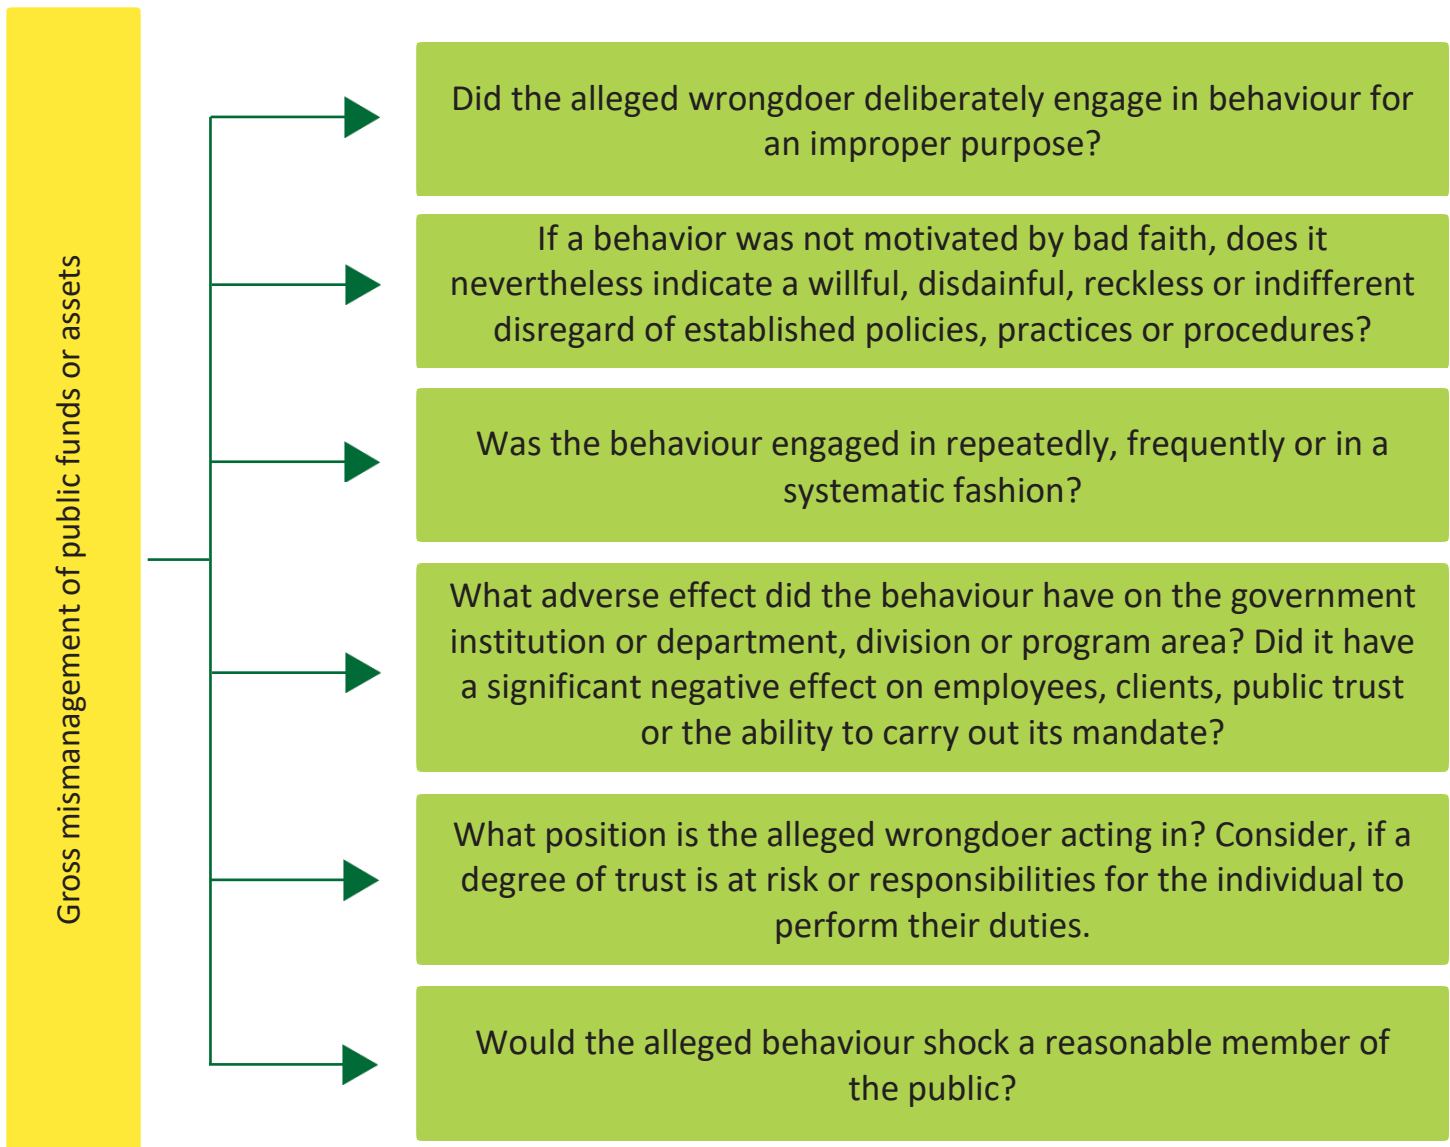 Gross mismanagement of public funds or assets
Did the alleged wrongdoer deliberately engage in behaviour for
an improper purpose?
If a behavior was not motivated by bad faith, does it
nevertheless indicate a willful, disdainful, reckless or indifferent
disregard of established policies, practices or procedures?
Was the behaviour engaged in repeatedly, frequently or in a
systematic fashion?
What adverse effect did the behaviour have on the government
institution or department, division or program area? Did it have
a significant negative effect on employees, clients, public trust
or the ability to carry out its mandate?
What position is the alleged wrongdoer acting in? Consider, if a
degree of trust is at risk or responsibilities for the individual to
perform their duties.
Would the alleged behaviour shock a reasonable member of
the public?